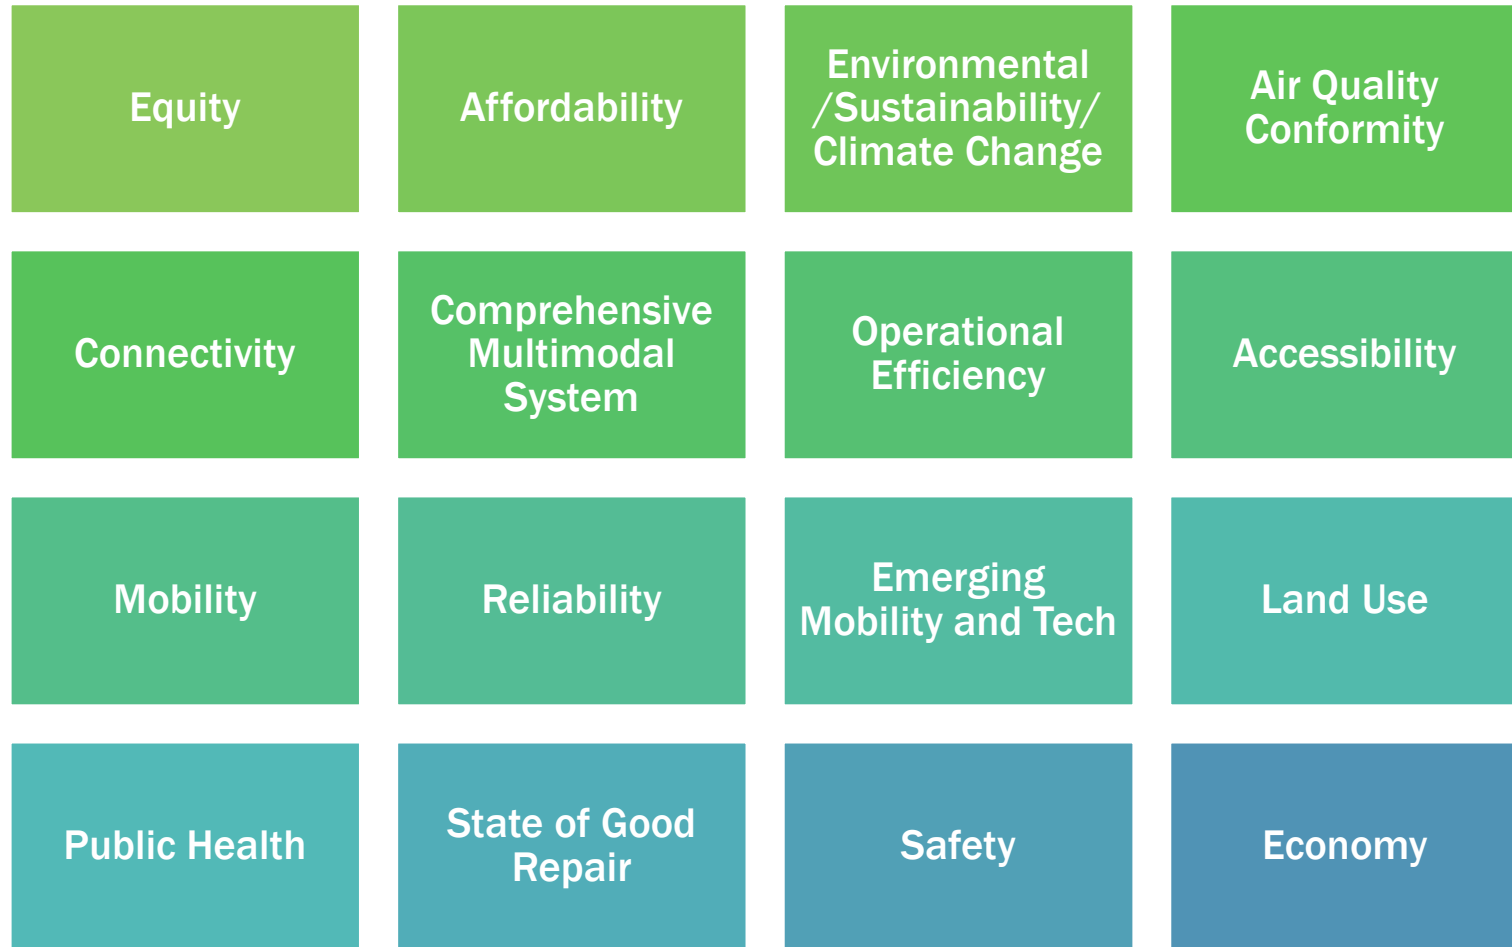 Equity
Affordability
Environmental
/Sustainability/
Climate Change
Air Quality
Conformity
Connectivity
Comprehensive
Multimodal
System
Operational
Efficiency
Accessibility
Mobility
Reliability
Emerging
Mobility and Tech
Land Use
Public Health
State of Good
Repair
Safety
Economy